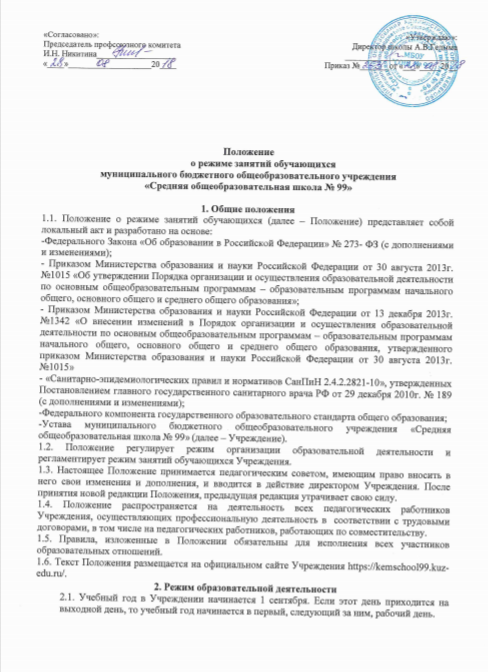 «Согласовано»:
Председатель профсоюзного комитета
И.Н. Никитина
«28» 08 2018
«Утверждаю»:
Директор школы А.В.
Приказ № от « » 20
МБОУ
Положение
о режиме занятий обучающихся
муниципального бюджетного общеобразовательного учреждения
«Средняя общеобразовательная школа № 99»
1. Общие положения
1.1. Положение о режиме занятий обучающихся (далее – Положение) представляет собой
локальный акт и разработано на основе:
-Федерального Закона «Об образовании в Российской Федерации» № 273- ФЗ (с дополнениями
и изменениями);
- Приказом Министерства образования и науки Российской Федерации от 30 августа 2013г.
№1015 «Об утверждении Порядка организации и осуществления образовательной деятельности
по основным общеобразовательным программам – образовательным программам начального
общего, основного общего и среднего общего образования»;
- Приказом Министерства образования и науки Российской Федерации от 13 декабря 2013г.
№1342 «О внесении изменений в Порядок организации и осуществления образовательной
деятельности по основным общеобразовательным программам – образовательным программам
начального общего, основного общего и среднего общего образования, утвержденного
приказом Министерства образования и науки Российской Федерации от 30 августа 2013г.
№1015»
- «Санитарно-эпидемиологических правил и нормативов СанПиН 2.4.2.2821-10», утвержденных
Постановлением главного государственного санитарного врача РФ от 29 декабря 2010г. № 189
(с дополнениями и изменениями);
-Федерального компонента государственного образовательного стандарта общего образования;
-Устава муниципального бюджетного общеобразовательного учреждения «Средняя
общеобразовательная школа № 99» (далее – Учреждение).
1.2. Положение регулирует режим организации образовательной деятельности и
регламентирует режим занятий обучающихся Учреждения.
1.3. Настоящее Положение принимается педагогическим советом, имеющим право вносить в
него свои изменения и дополнения, и вводится в действие директором Учреждения. После
принятия новой редакции Положения, предыдущая редакция утрачивает свою силу.
1.4. Положение распространяется на деятельность всех педагогических работников
Учреждения, осуществляющих профессиональную деятельность в соответствии с трудовыми
договорами, в том числе на педагогических работников, работающих по совместительству.
1.5. Правила, изложенные в Положении обязательны для исполнения всех участников
образовательных отношений.
1.6. Текст Положения размещается на официальном сайте Учреждения https://kemschool99.kuz-
edu.ru/.
2. Режим образовательной деятельности
2.1. Учебный год в Учреждении начинается 1 сентября. Если этот день приходится на
выходной день, то учебный год начинается в первый, следующий за ним, рабочий день.